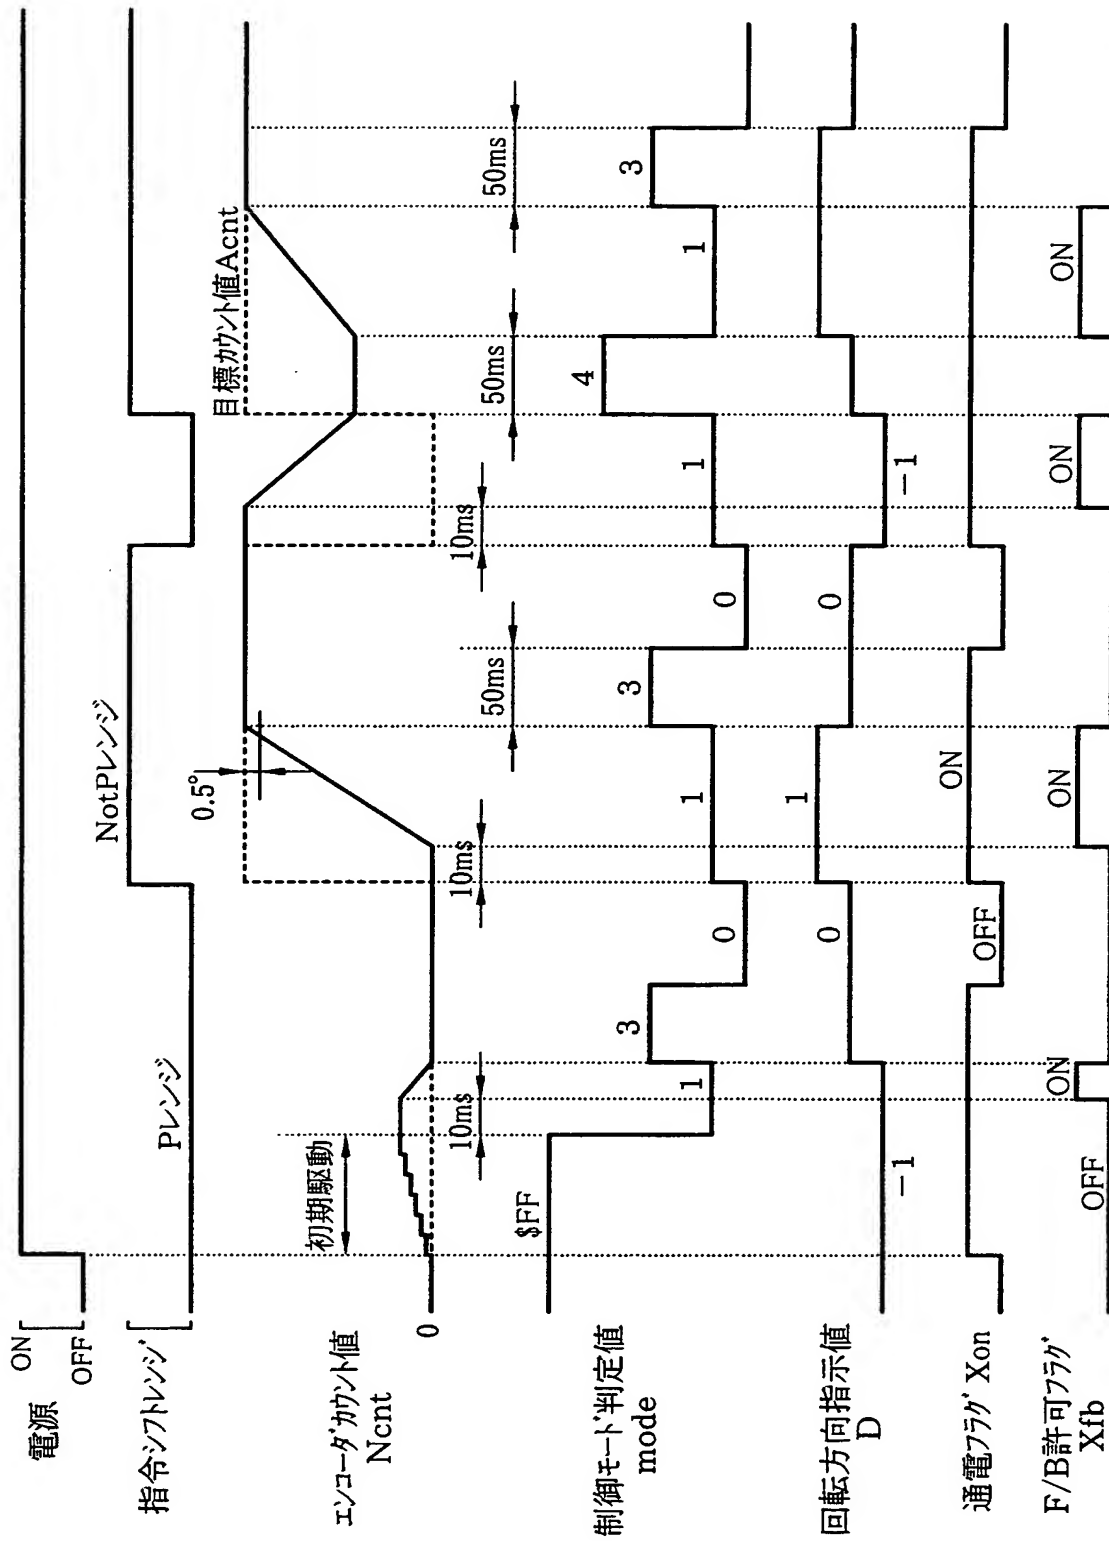 電源
ON
OFF
指令シフトレンジ
Pレンジ
NotPレンジ
エンコーダカウント値
Ncnt
0
初期駆動
10ms
10ms
0.5°
50ms
10ms
目標カウント値Acnt
50ms
50ms
制御モード判定値
mode
$FF
1
3
0
1
3
0
1
4
1
3
回転方向指示値
D
−1
0
1
0
−1
通電フラグ Xon
OFF
ON
F/B許可フラグ
Xfb
OFF
ON
ON
ON
ON